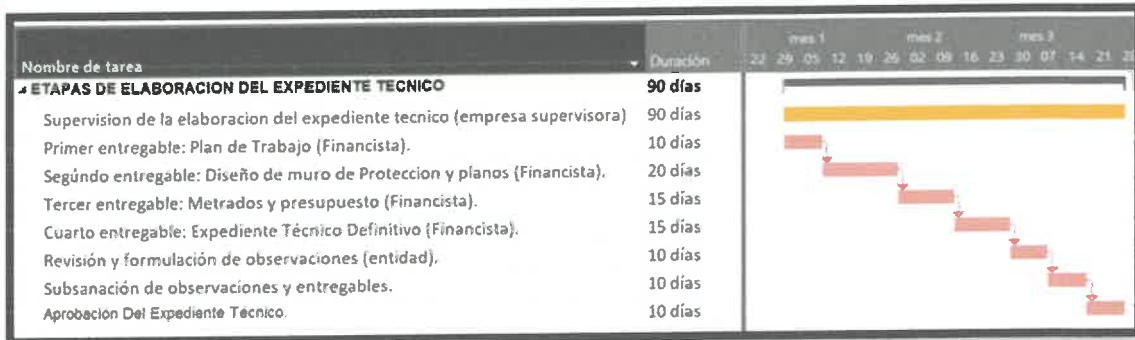 mes 1 mes 2 mes 3
Nombre de tarea Duración 22 29 05 12 19 26 02 09 16 23 30 07 14 21 28
ETAPAS DE ELABORACION DEL EXPEDIENTE TECNICO 90 días
Supervision de la elaboracion del expediente tecnico (empresa supervisora) 90 días
Primer entregable: Plan de Trabajo (Financista). 10 días
Segúndo entregable: Diseño de muro de Proteccion y planos (Financista). 20 días
Tercer entregable: Metrados y presupuesto (Financista). 15 días
Cuarto entregable: Expediente Técnico Definitivo (Financista). 15 días
Revisión y formulación de observaciones (entidad). 10 días
Subsanación de observaciones y entregables. 10 días
Aprobación Del Expediente Técnico. 10 días